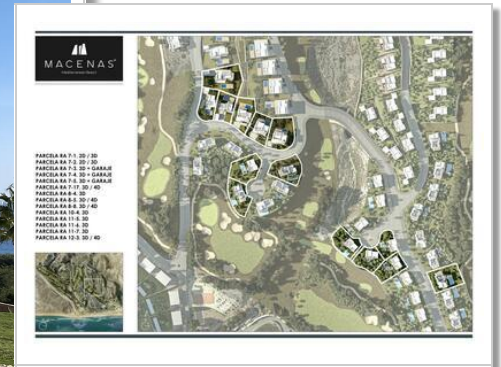 MACENAS
Mediterranean Resort
PARCELA RA 7-1, 2D / 3D
PARCELA RA 7-2, 2D / 3D
PARCELA RA 7-3, 3D + GARAJE
PARCELA RA 7-4, 3D + GARAJE
PARCELA RA 7-5, 3D + GARAJE
PARCELA RA 7-17, 3D / 4D
PARCELA RA 8-4, 3D
PARCELA RA 8-5, 3D / 4D
PARCELA RA 8-8, 3D / 4D
PARCELA RA 10-4, 3D
PARCELA RA 11-5, 3D
PARCELA RA 11-6, 2D
PARCELA RA 11-7, 3D
PARCELA RA 12-3, 3D / 4D